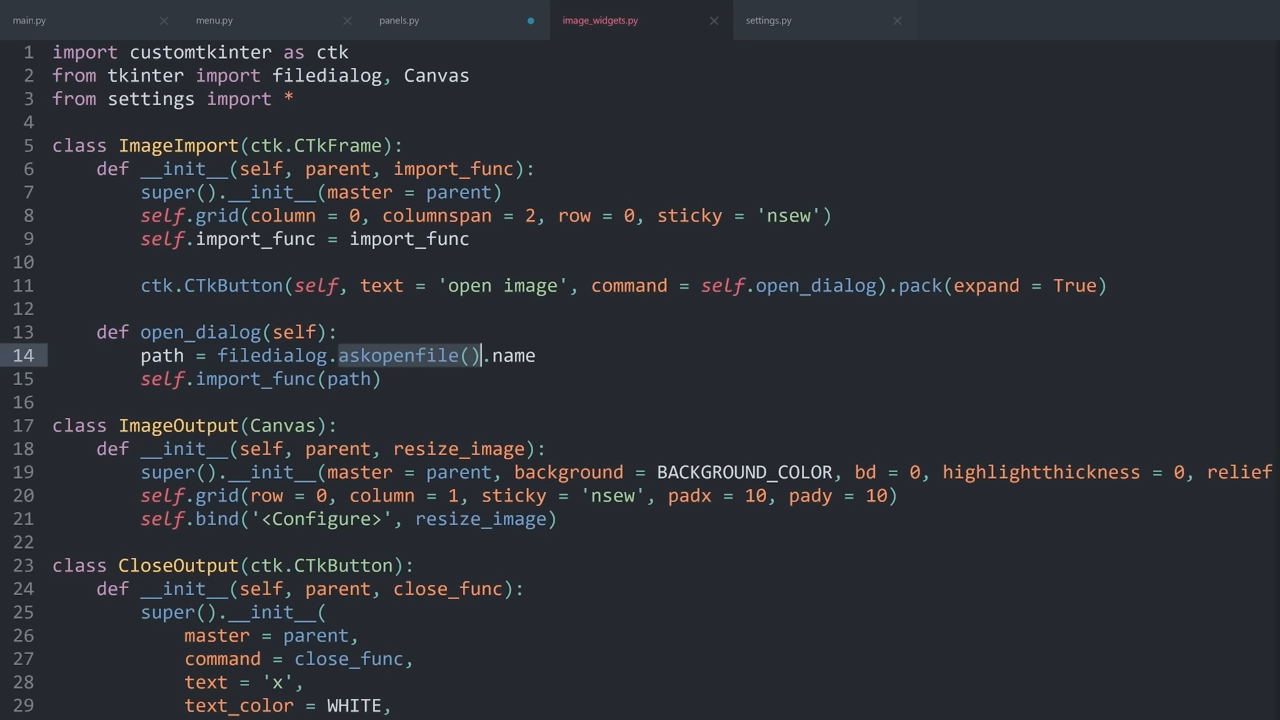 main.py menu.py panels.py image_widgets.py settings.py
1 import customtkinter as ctk
2 from tkinter import filedialog, Canvas
3 from settings import *
4
5 class ImageImport(ctk.CTkFrame):
6 def __init__(self, parent, import_func):
7 super().__init__(master = parent)
8 self.grid(column = 0, columnspan = 2, row = 0, sticky = 'nsew')
9 self.import_func = import_func
10
11 ctk.CTkButton(self, text = 'open image', command = self.open_dialog).pack(expand = True)
12
13 def open_dialog(self):
14 path = filedialog.askopenfile().name
15 self.import_func(path)
16
17 class ImageOutput(Canvas):
18 def __init__(self, parent, resize_image):
19 super().__init__(master = parent, background = BACKGROUND_COLOR, bd = 0, highlightthickness = 0, relief
20 self.grid(row = 0, column = 1, sticky = 'nsew', padx = 10, pady = 10)
21 self.bind('<Configure>', resize_image)
22
23 class CloseOutput(ctk.CTkButton):
24 def __init__(self, parent, close_func):
25 super().__init__(
26 master = parent,
27 command = close_func,
28 text = 'x',
29 text_color = WHITE,